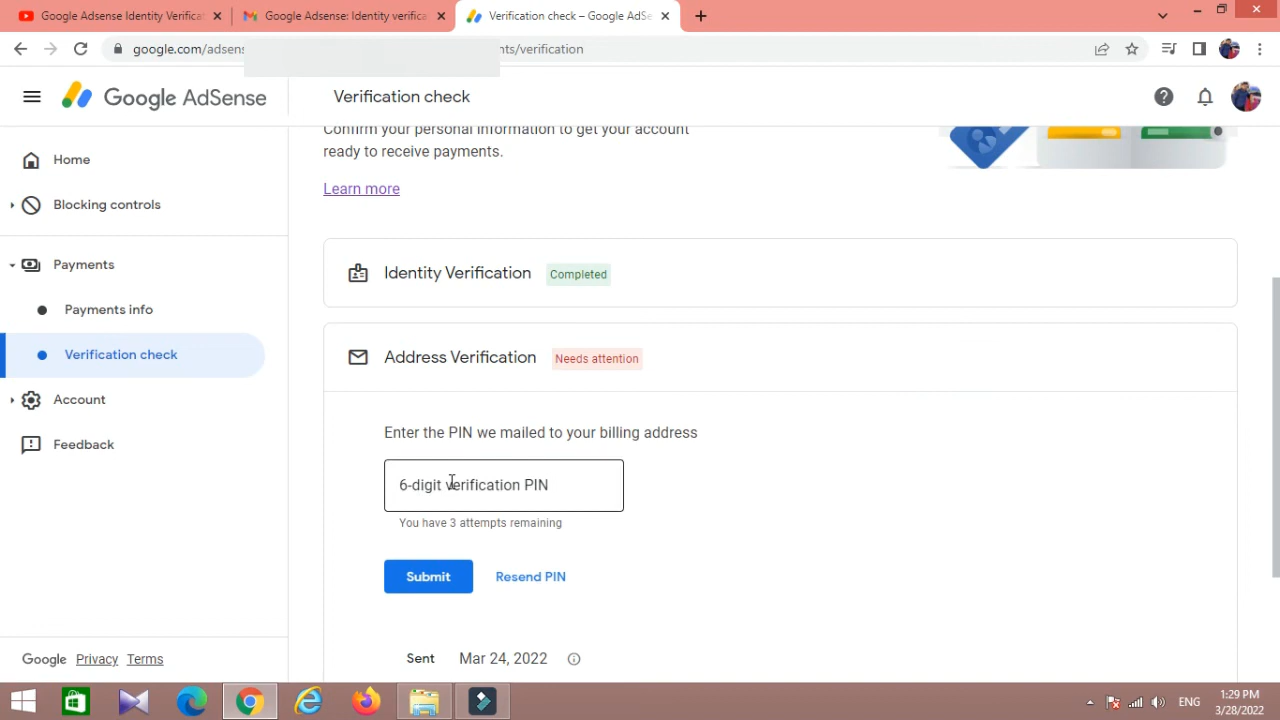 Google Adsense Identity Verificat
Google Adsense: Identity verifica
Verification check – Google AdSe
google.com/adsens
nts/verification
Google AdSense
Verification check
Confirm your personal information to get your account
ready to receive payments.
Learn more
Home
Blocking controls
Payments
Payments info
Verification check
Account
Feedback
Identity Verification Completed
Address Verification Needs attention
Enter the PIN we mailed to your billing address
6-digit verification PIN
You have 3 attempts remaining
Submit Resend PIN
Sent Mar 24, 2022
Google Privacy Terms
ENG
1:29 PM
3/28/2022